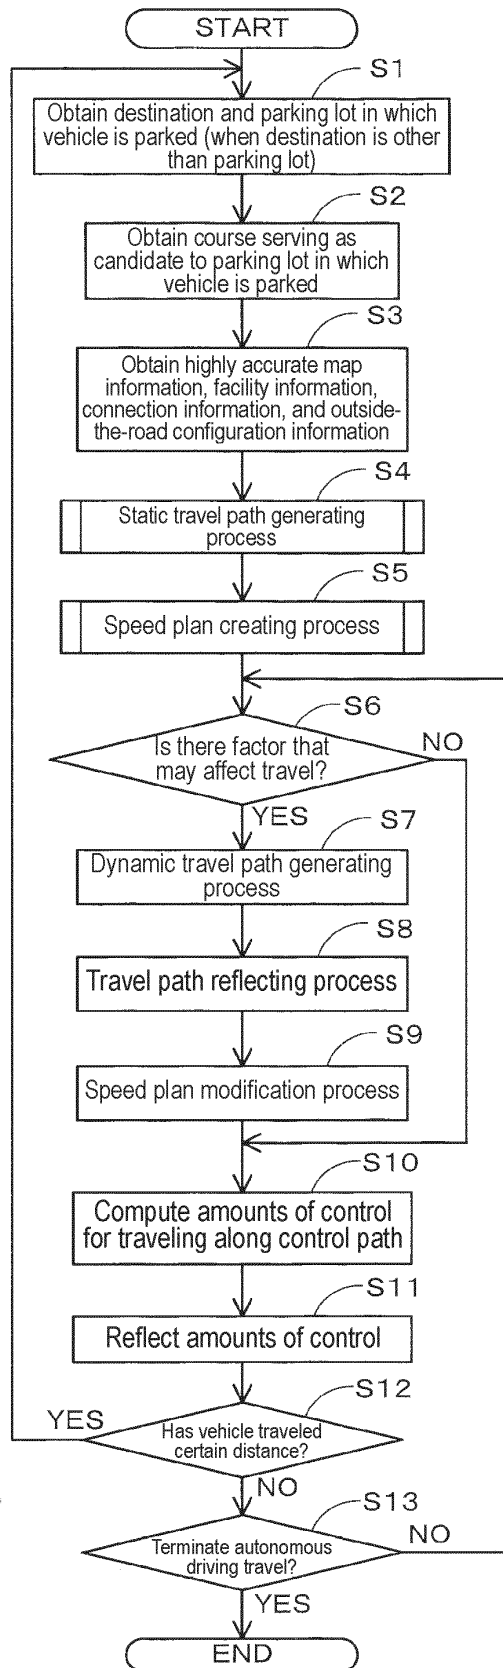 START
S1
Obtain destination and parking lot in which
vehicle is parked (when destination is other
than parking lot)
S2
Obtain course serving as
candidate to parking lot in which
vehicle is parked
S3
Obtain highly accurate map
information, facility information,
connection information, and outside-
the-road configuration information
S4
Static travel path generating
process
S5
Speed plan creating process
S6
Is there factor that
may affect travel?
NO
YES
S7
Dynamic travel path generating
process
S8
Travel path reflecting process
S9
Speed plan modification process
S10
Compute amounts of control
for traveling along control path
S11
Reflect amounts of control
S12
YES
Has vehicle traveled
certain distance?
NO
S13
Terminate autonomous
driving travel?
NO
YES
END